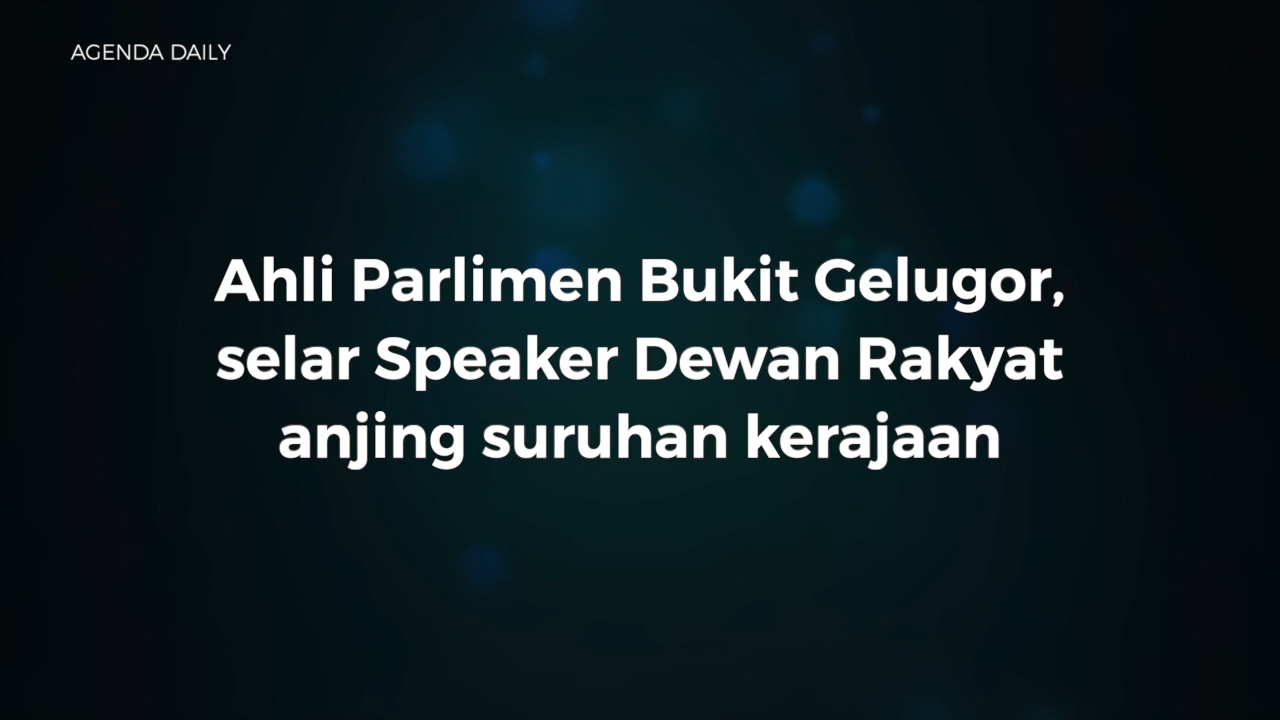 AGENDA DAILY
Ahli Parlimen Bukit Gelugor,
selar Speaker Dewan Rakyat
anjing suruhan kerajaan